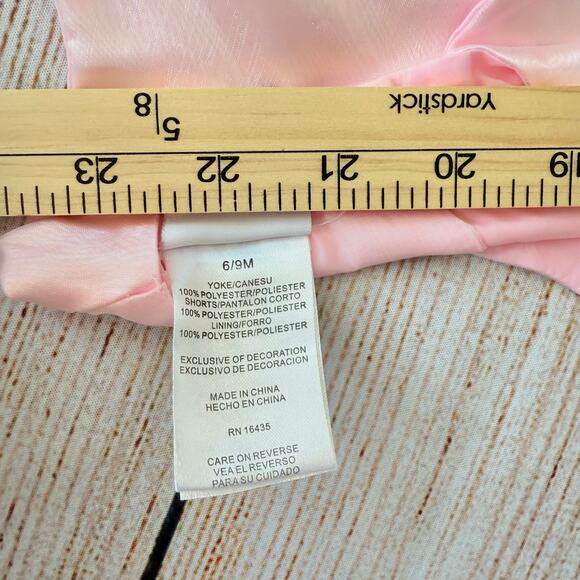 Yardstick
5/8
23 22 21 20 19
6/9M
YOKE/CANESU
100% POLYESTER/POLIESTER
SHORTS/PANTALON CORTO
100% POLYESTER/POLIESTER
LINING/FORRO
100% POLYESTER/POLIESTER
EXCLUSIVE OF DECORATION
EXCLUSIVO DE DECORACION
MADE IN CHINA
HECHO EN CHINA
RN 16435
CARE ON REVERSE
VEA EL REVERSO
PARA SU CUIDADO